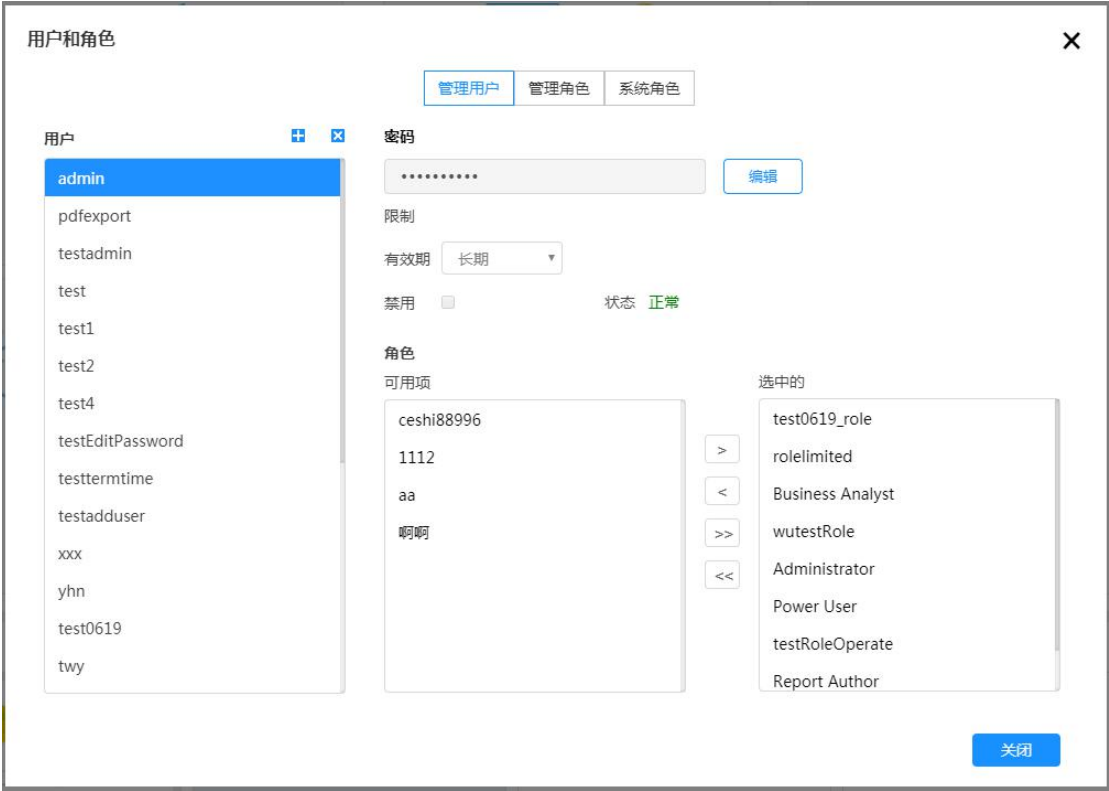 用户和角色
管理用户 管理角色 系统角色
用户
admin
pdfexport
testadmin
test
test1
test2
test4
testEditPassword
testtermtime
testadduser
xxx
yhn
test0619
twy
密码
••••••••••
编辑
限制
有效期 长期
禁用 状态 正常
角色
可用项
ceshi88996
1112
aa
啊啊
>
<
>>
<<
选中的
test0619_role
rolelimited
Business Analyst
wutestRole
Administrator
Power User
testRoleOperate
Report Author
关闭